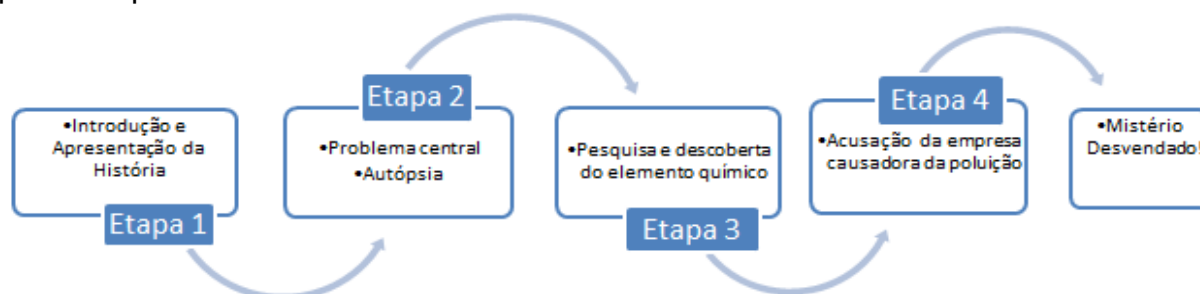 •Introdução e
Apresentação da
História
Etapa 1
Etapa 2
•Problema central
•Autópsia
•Pesquisa e descoberta
do elemento químico
Etapa 3
Etapa 4
•Acusação da empresa
causadora da poluição
•Mistério
Desvendado!